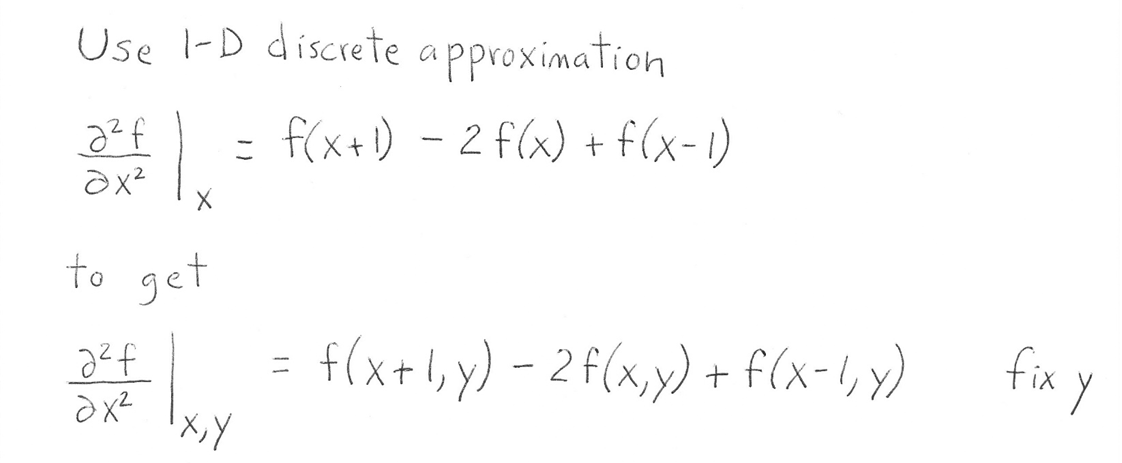 Use 1-D discrete approximation
∂²f/∂x² |ₓ = f(x+1) - 2f(x) + f(x-1)
to get
∂²f/∂x² |x,y = f(x+1,y) - 2f(x,y) + f(x-1,y) fix y